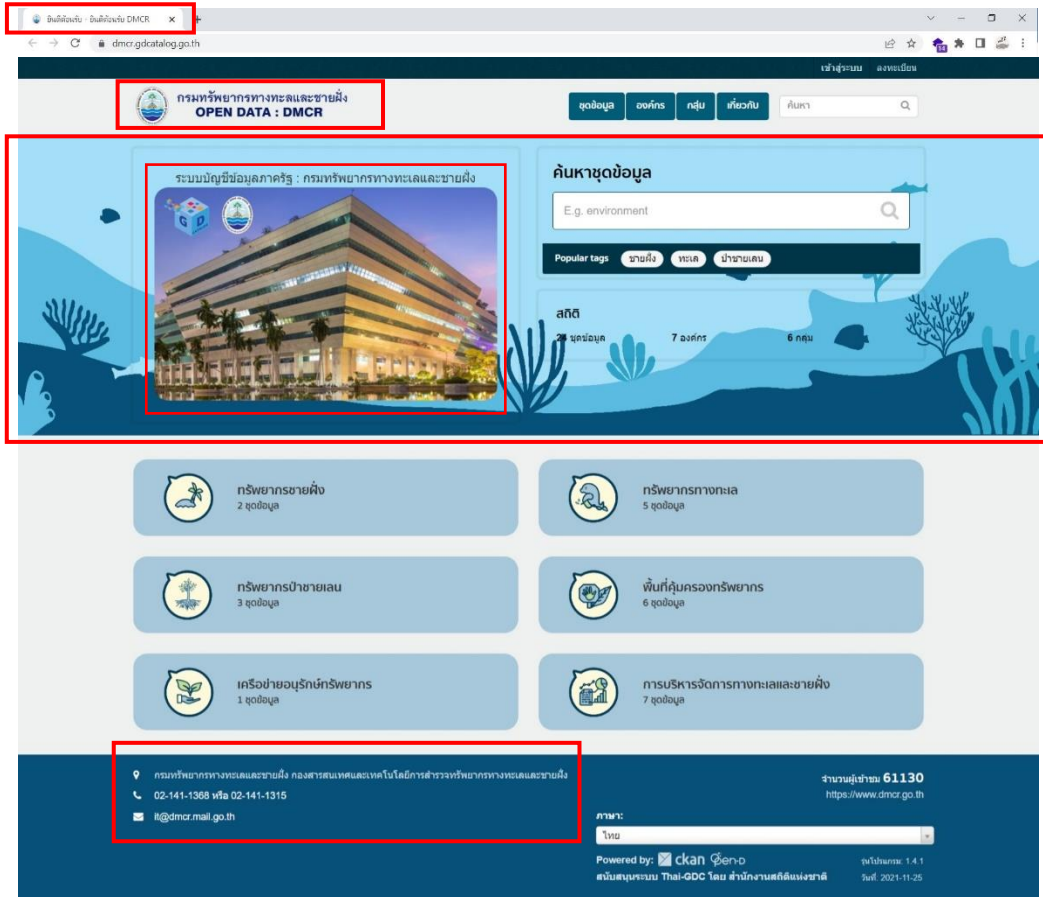 ยินดีต้อนรับ - ยินดีต้อนรับ DMCR
dmcr.gdcatalog.go.th
14
เข้าสู่ระบบ ลงทะเบียน
กรมทรัพยากรทางทะเลและชายฝั่ง
OPEN DATA : DMCR
ชุดข้อมูล องค์กร กลุ่ม เกี่ยวกับ ค้นหา
ระบบบัญชีข้อมูลภาครัฐ : กรมทรัพยากรทางทะเลและชายฝั่ง
G D
ค้นหาชุดข้อมูล
E.g. environment
Popular tags ชายฝั่ง ทะเล ป่าชายเลน
สถิติ
ชุดข้อมูล 7 องค์กร 6 กลุ่ม
ทรัพยากรชายฝั่ง
2 ชุดข้อมูล
ทรัพยากรทางทะเล
5 ชุดข้อมูล
ทรัพยากรป่าชายเลน
3 ชุดข้อมูล
พื้นที่คุ้มครองทรัพยากร
6 ชุดข้อมูล
เครือข่ายอนุรักษ์ทรัพยากร
1 ชุดข้อมูล
การบริหารจัดการทางทะเลและชายฝั่ง
7 ชุดข้อมูล
กรมทรัพยากรทางทะเลและชายฝั่ง กองสารสนเทศและเทคโนโลยีการสำรวจทรัพยากรทางทะเลและชายฝั่ง
02-141-1368 หรือ 02-141-1315
it@dmcr.mail.go.th
จำนวนผู้เข้าชม 61130
https://www.dmcr.go.th
ภาษา:
ไทย
Powered by: ckan Open-D
สนับสนุนระบบ Thai-GDC โดย สำนักงานสถิติแห่งชาติ
รุ่นโปรแกรม: 1.4.1
วันที่: 2021-11-25